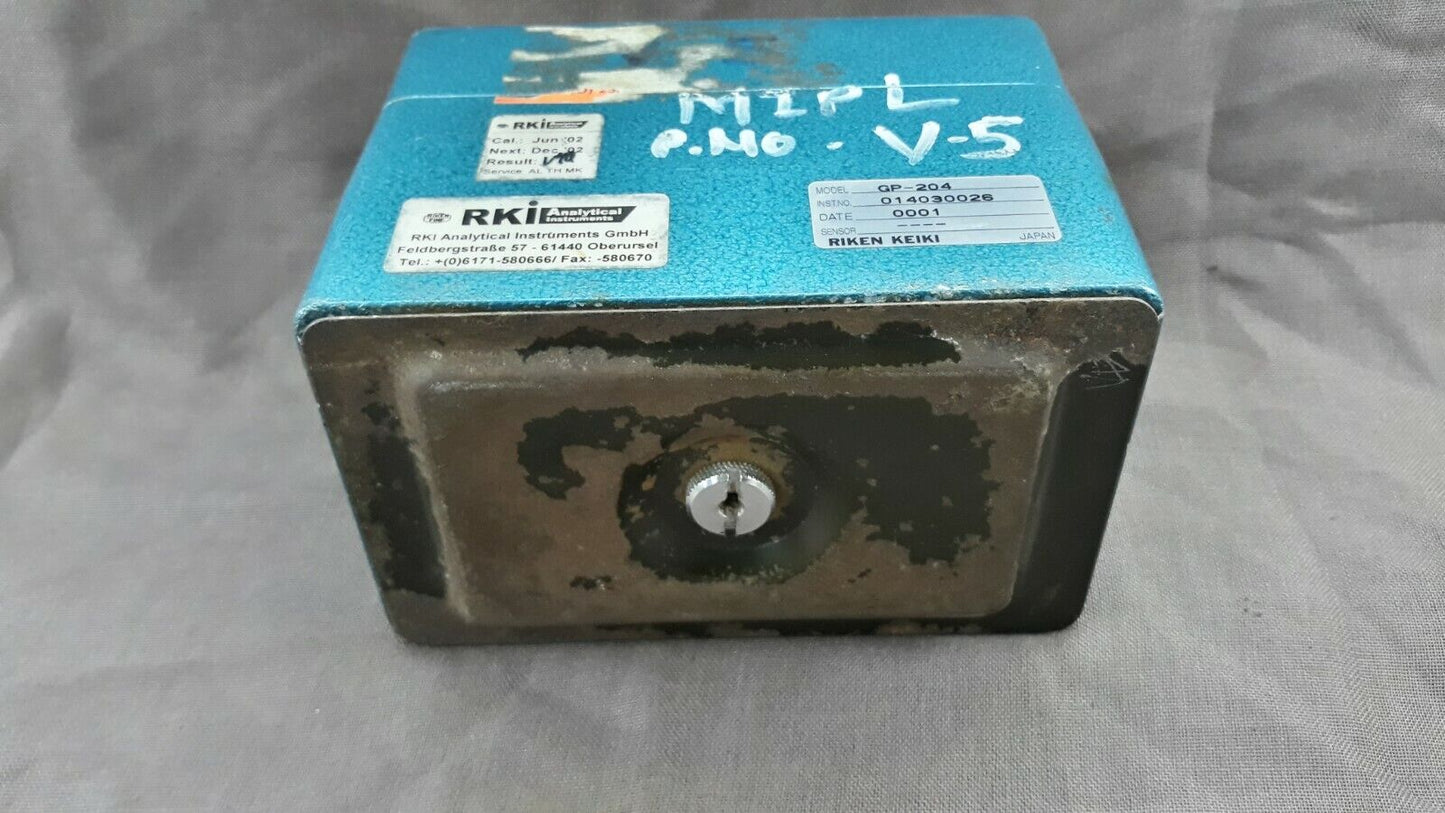 MIPL
P.NO. V-5
RKI
Cal.: Jun '02
Next: Dec '02
Result:
Service: AL TH MK
RIKEN
RKI Analytical Instruments
RKI Analytical Instruments GmbH
Feldbergstraße 57 - 61440 Oberursel
Tel.: +(0)6171-580666/ Fax: -580670
MODEL GP-204
INST.NO. 014030026
DATE 0001
SENSOR ----
RIKEN KEIKI JAPAN